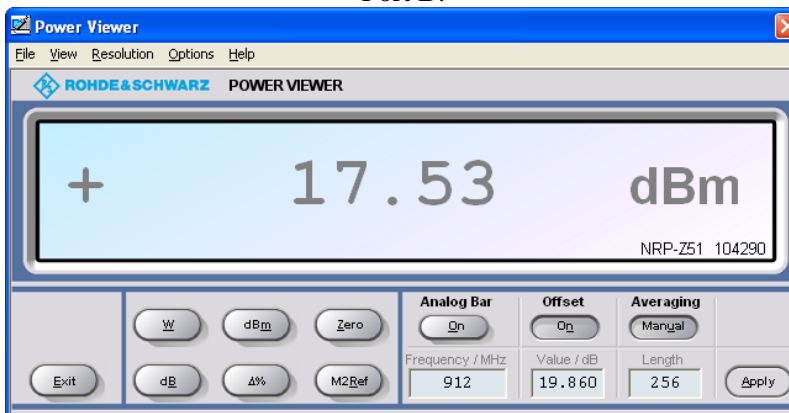 Power Viewer
File View Resolution Options Help
ROHDE&SCHWARZ POWER VIEWER
+ 17.53 dBm
NRP-Z51 104290
Analog Bar Offset Averaging
W dBm Zero On On Manual
Frequency / MHz Value / dB Length
Exit dB Δ% M2Ref 912 19.860 256 Apply